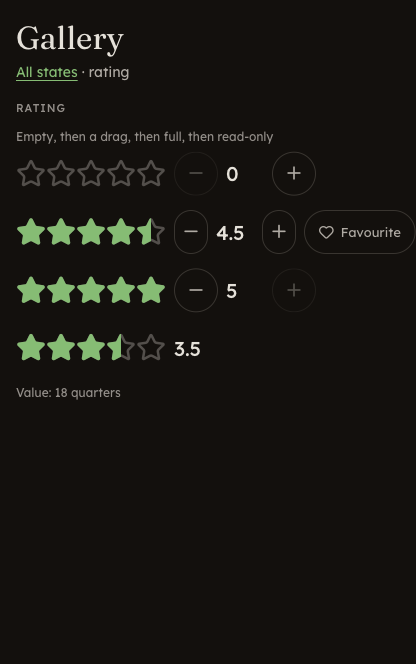 Gallery
All states · rating
RATING
Empty, then a drag, then full, then read-only
0
4.5 Favourite
5
3.5
Value: 18 quarters